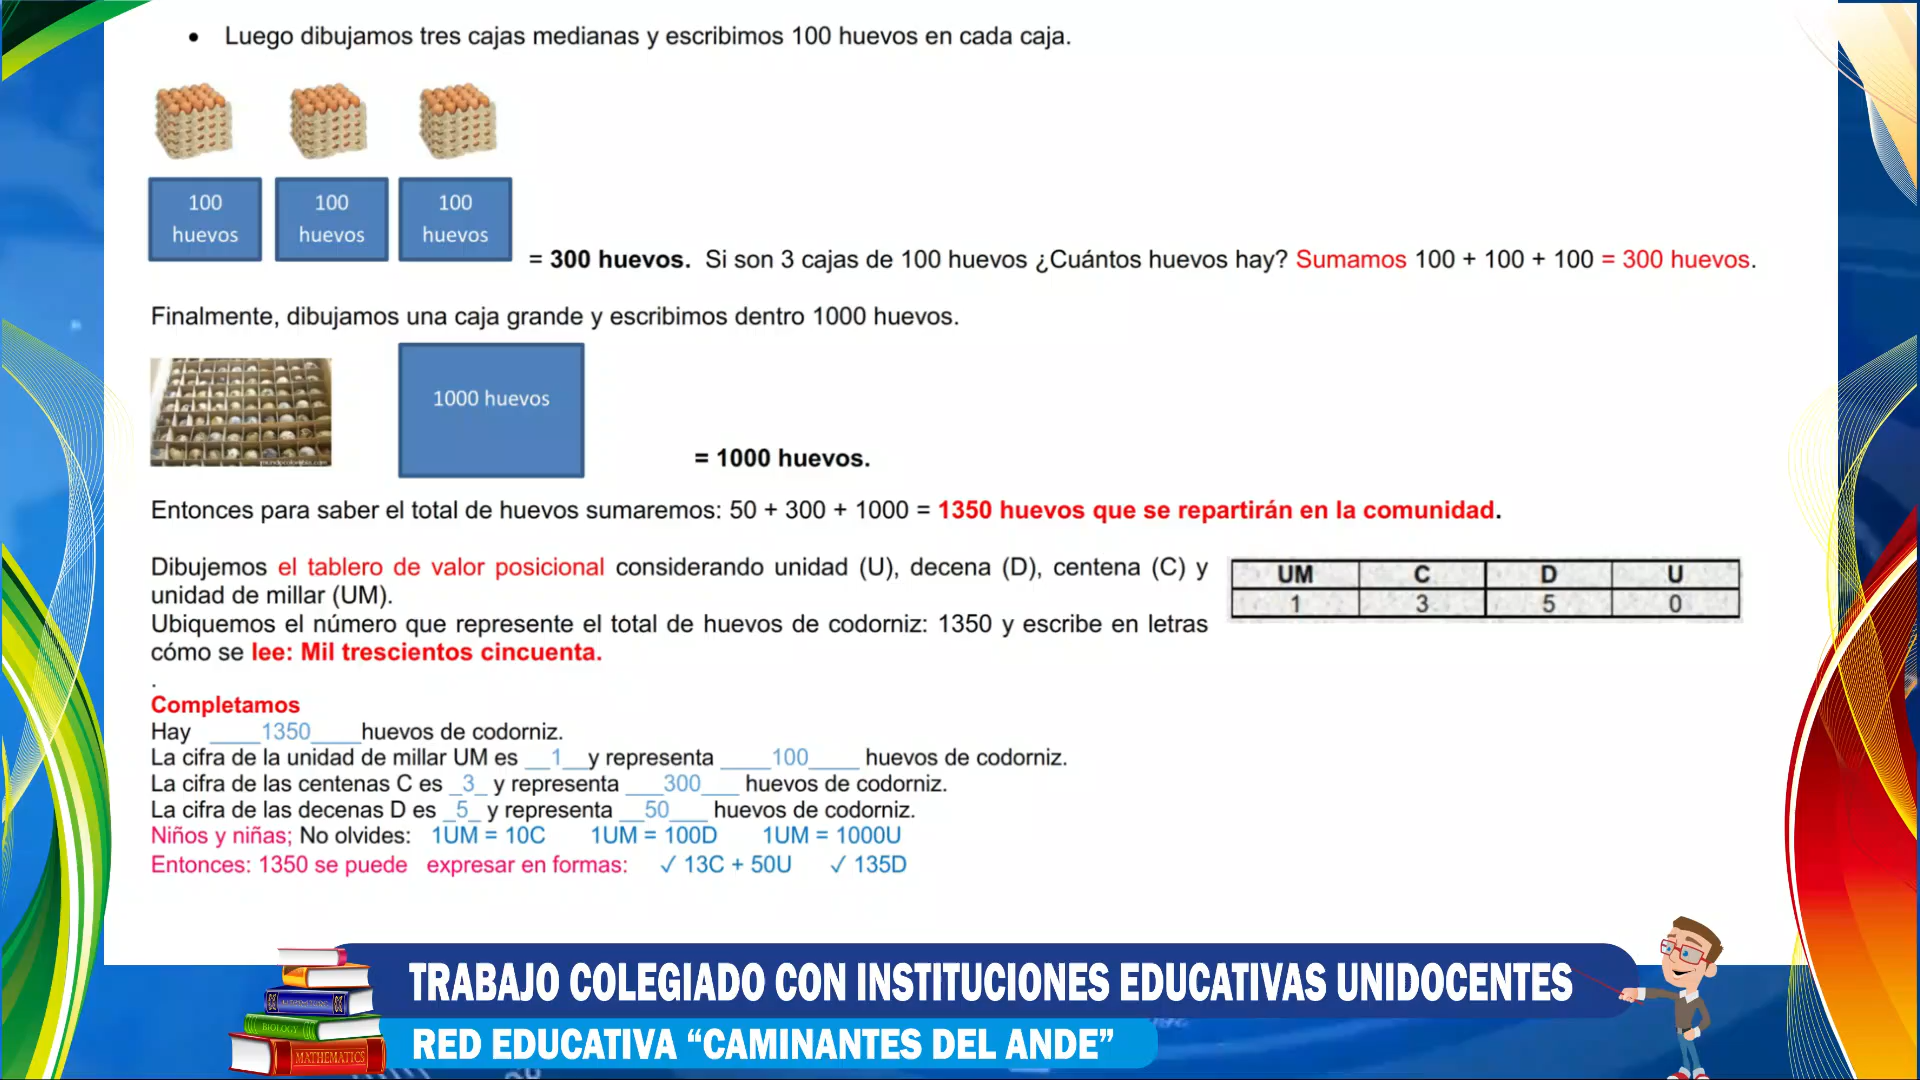 • Luego dibujamos tres cajas medianas y escribimos 100 huevos en cada caja.
100 huevos
100 huevos
100 huevos
= 300 huevos. Si son 3 cajas de 100 huevos ¿Cuántos huevos hay? Sumamos 100 + 100 + 100 = 300 huevos.
Finalmente, dibujamos una caja grande y escribimos dentro 1000 huevos.
1000 huevos
= 1000 huevos.
Entonces para saber el total de huevos sumaremos: 50 + 300 + 1000 = 1350 huevos que se repartirán en la comunidad.
Dibujemos el tablero de valor posicional considerando unidad (U), decena (D), centena (C) y
unidad de millar (UM).
Ubiquemos el número que represente el total de huevos de codorniz: 1350 y escribe en letras
cómo se lee: Mil trescientos cincuenta.
.
UM C D U
1 3 5 0
Completamos
Hay ____1350____huevos de codorniz.
La cifra de la unidad de millar UM es __1__y representa ____100____ huevos de codorniz.
La cifra de las centenas C es _3_ y representa ___300___ huevos de codorniz.
La cifra de las decenas D es _5_ y representa __50___ huevos de codorniz.
Niños y niñas; No olvides: 1UM = 10C 1UM = 100D 1UM = 1000U
Entonces: 1350 se puede expresar en formas: ✓ 13C + 50U ✓ 135D
TRABAJO COLEGIADO CON INSTITUCIONES EDUCATIVAS UNIDOCENTES
RED EDUCATIVA “CAMINANTES DEL ANDE”
BIOLOGY
MATHEMATICS